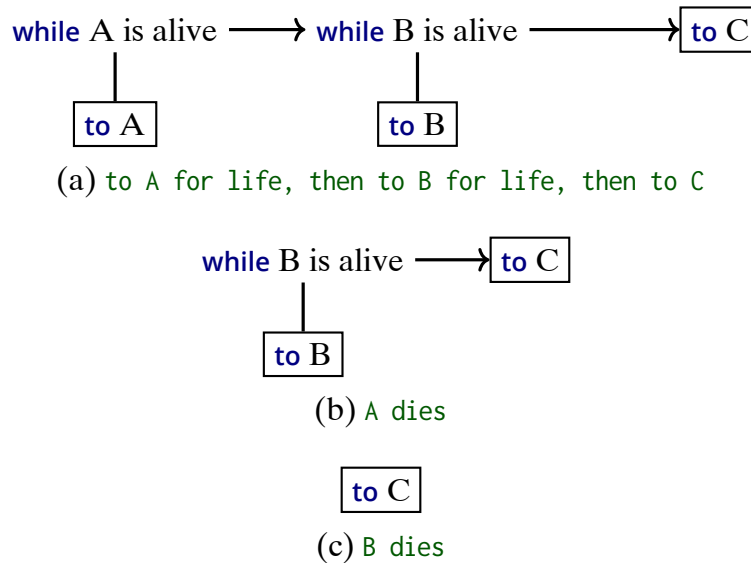 while A is alive while B is alive to C
to A to B
(a) to A for life, then to B for life, then to C
while B is alive to C
to B
(b) A dies
to C
(c) B dies